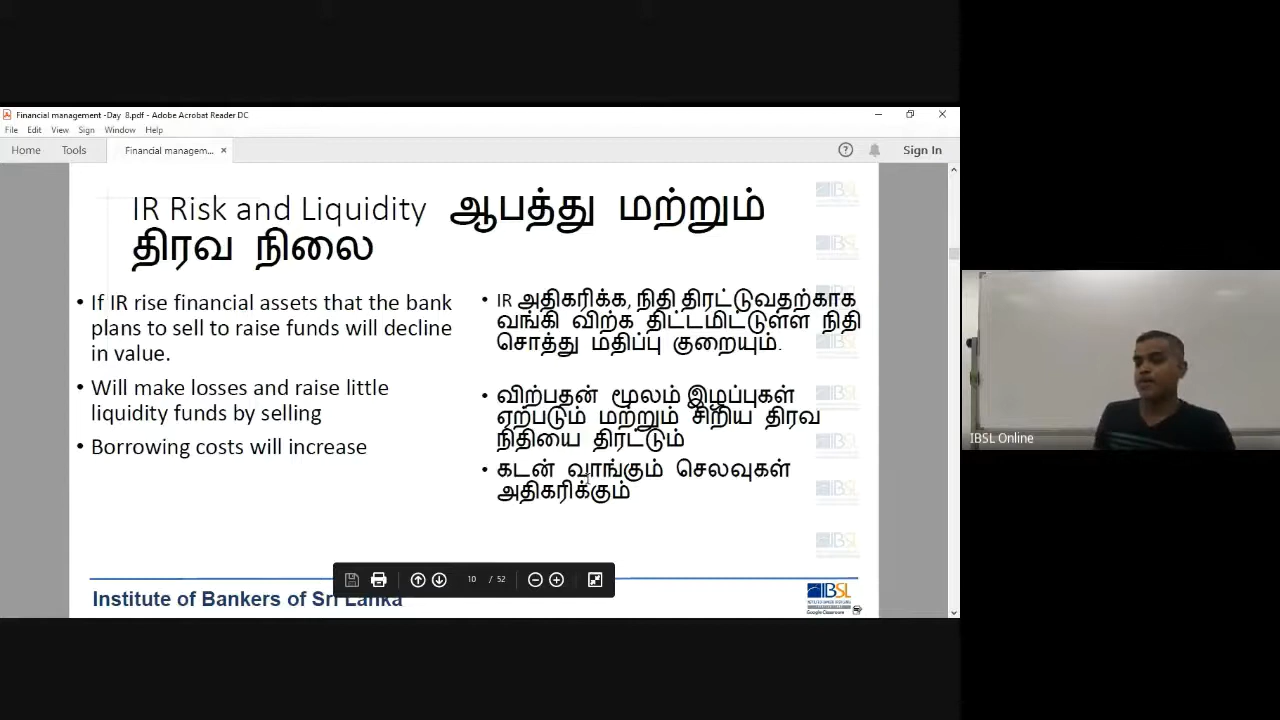 Financial management -Day 8.pdf - Adobe Acrobat Reader DC
File Edit View Sign Window Help
Home Tools Financial managem... × Sign In
IR Risk and Liquidity ஆபத்து மற்றும்
திரவ நிலை
• If IR rise financial assets that the bank
plans to sell to raise funds will decline
in value.
• Will make losses and raise little
liquidity funds by selling
• Borrowing costs will increase
• IR அதிகரிக்க, நிதி திரட்டுவதற்காக
வங்கி விற்க திட்டமிட்டுள்ள நிதி
சொத்து மதிப்பு குறையும்.
• விற்பதன் மூலம் இழப்புகள்
ஏற்படும் மற்றும் சிறிய திரவ
நிதியை திரட்டும்
• கடன் வாங்கும் செலவுகள்
அதிகரிக்கும்
10 / 52
Institute of Bankers of Sri Lanka
IBSL
Google Classroom
IBSL Online